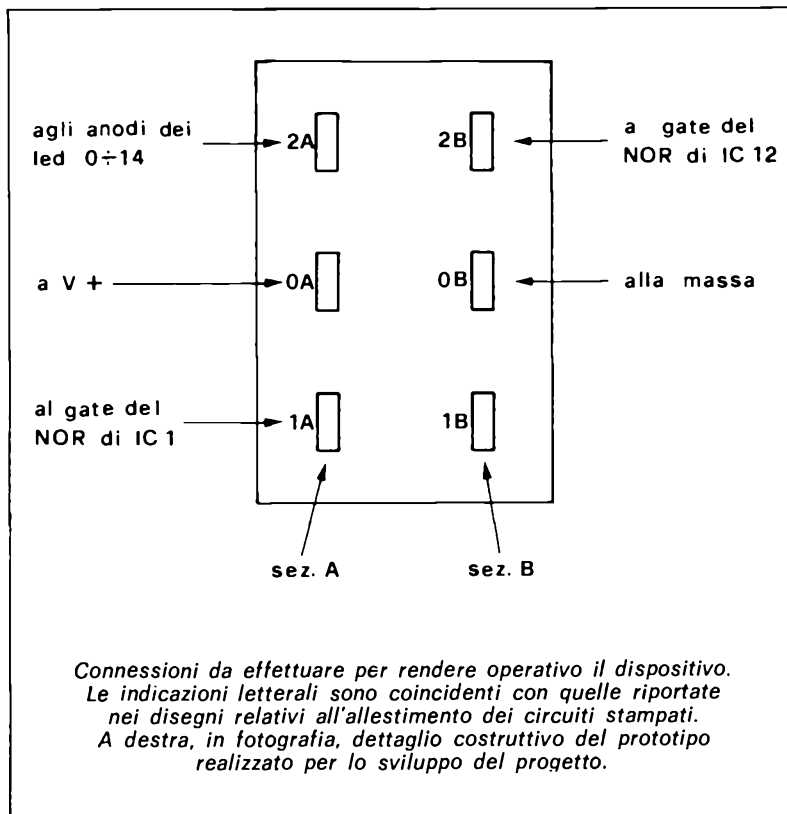 agli anodi dei
led 0÷14
2A
2B
a gate del
NOR di IC 12
a V +
0A
0B
alla massa
al gate del
NOR di IC 1
1A
1B
sez. A
sez. B
Connessioni da effettuare per rendere operativo il dispositivo.
Le indicazioni letterali sono coincidenti con quelle riportate
nei disegni relativi all'allestimento dei circuiti stampati.
A destra, in fotografia, dettaglio costruttivo del prototipo
realizzato per lo sviluppo del progetto.